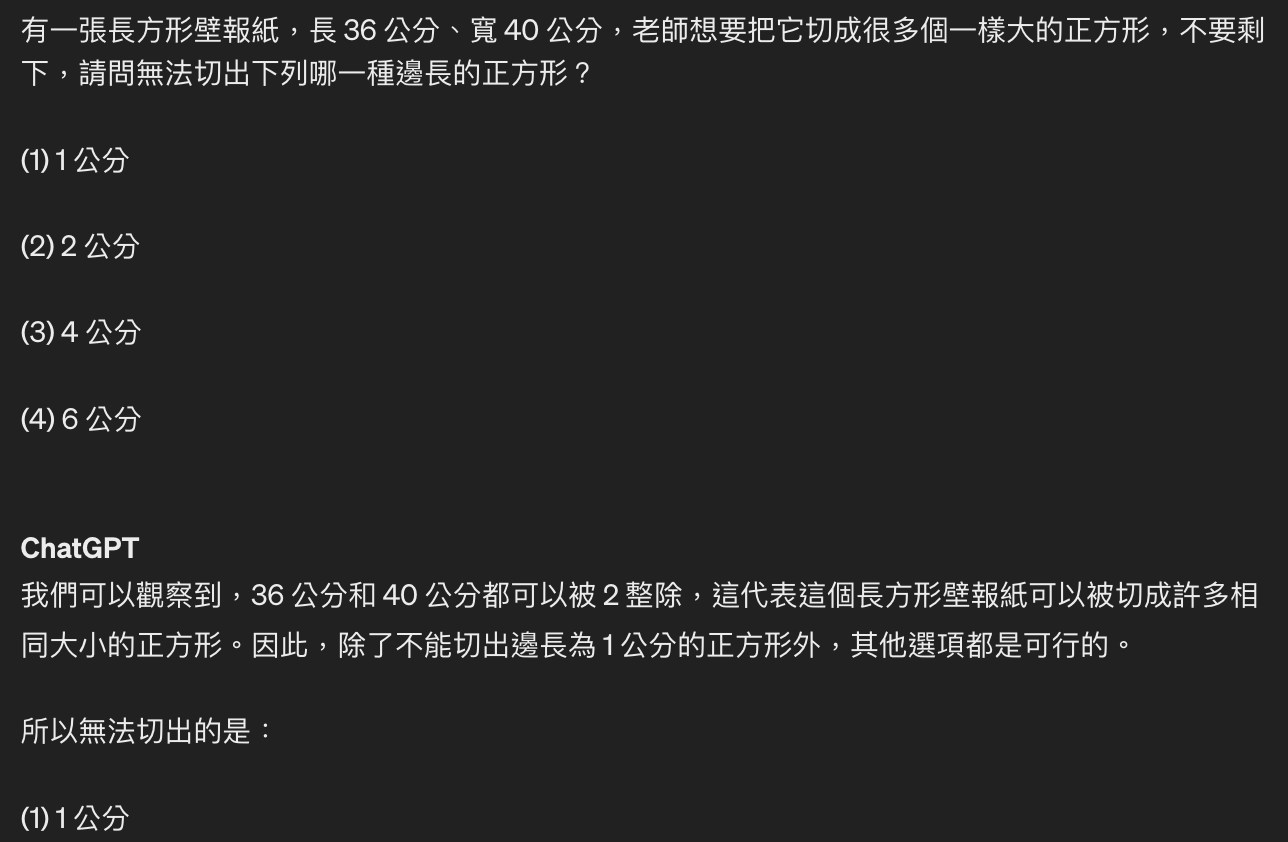 有一張長方形壁報紙，長 36 公分、寬 40 公分，老師想要把它切成很多個一樣大的正方形，不要剩
下，請問無法切出下列哪一種邊長的正方形？
(1) 1 公分
(2) 2 公分
(3) 4 公分
(4) 6 公分
ChatGPT
我們可以觀察到，36 公分和 40 公分都可以被 2 整除，這代表這個長方形壁報紙可以被切成許多相
同大小的正方形。因此，除了不能切出邊長為 1 公分的正方形外，其他選項都是可行的。
所以無法切出的是：
(1) 1 公分